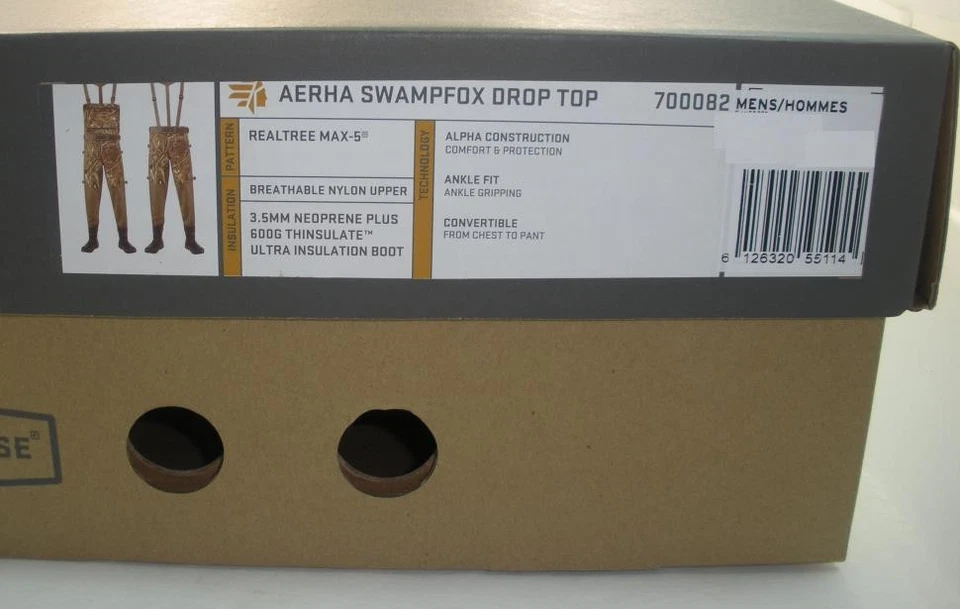 AERHA SWAMPFOX DROP TOP 700082 MENS/HOMMES
PATTERN
REALTREE MAX-5®
INSULATION
BREATHABLE NYLON UPPER
3.5MM NEOPRENE PLUS
600G THINSULATE™
ULTRA INSULATION BOOT
TECHNOLOGY
ALPHA CONSTRUCTION
COMFORT & PROTECTION
ANKLE FIT
ANKLE GRIPPING
CONVERTIBLE
FROM CHEST TO PANT
6 126320 55114
SE®